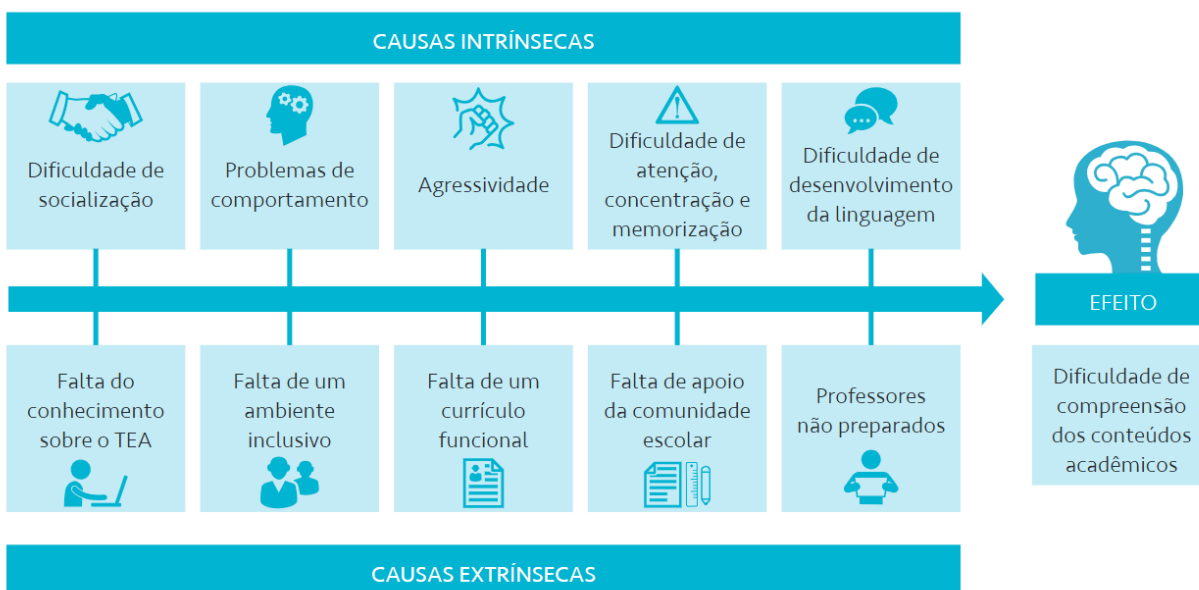 CAUSAS INTRÍNSECAS
Dificuldade de
socialização
Problemas de
comportamento
Agressividade
Dificuldade de
atenção,
concentração e
memorização
Dificuldade de
desenvolvimento
da linguagem
Falta do
conhecimento
sobre o TEA
Falta de um
ambiente
inclusivo
Falta de um
currículo
funcional
Falta de apoio
da comunidade
escolar
Professores
não preparados
CAUSAS EXTRÍNSECAS
EFEITO
Dificuldade de
compreensão
dos conteúdos
acadêmicos